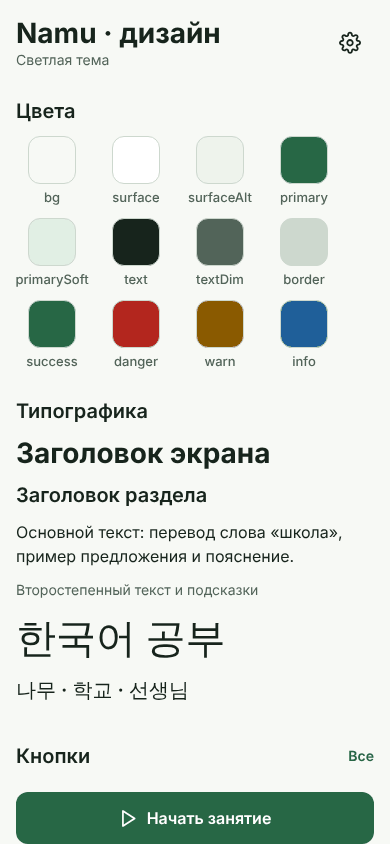 Namu · дизайн
Светлая тема
Цвета
bg surface surfaceAlt primary
primarySoft text textDim border
success danger warn info
Типографика
Заголовок экрана
Заголовок раздела
Основной текст: перевод слова «школа»,
пример предложения и пояснение.
Второстепенный текст и подсказки
한국어 공부
나무 · 학교 · 선생님
Кнопки Все
Начать занятие